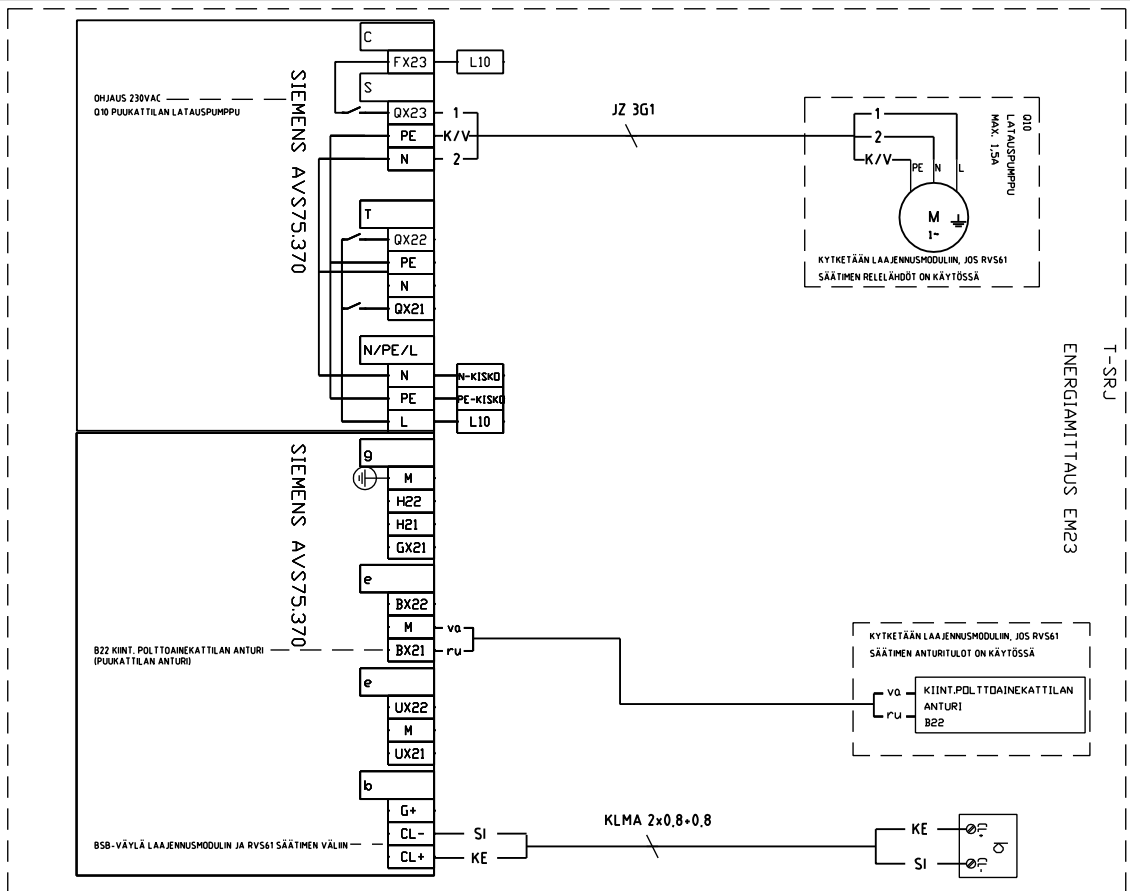 C
FX23
L10
S
QX23
1
PE
K/V
N
2
OHJAUS 230VAC
Q10 PUUKATTILAN LATAUSPUMPPU
SIEMENS AVS75.370
JZ 3G1
1
2
K/V
PE
N
L
M
1~
Q10
LATAUSPUMPPU
MAX. 1,5A
KYTKETÄÄN LAAJENNUSMODULIIN, JOS RVS61
SÄÄTIMEN RELELÄHDÖT ON KÄYTÖSSÄ
T
QX22
PE
N
QX21
N/PE/L
N
N-KISKO
PE
PE-KISKO
L
L10
T-SRJ
ENERGIAMITTAUS EM23
g
M
H22
H21
GX21
SIEMENS AVS75.370
e
BX22
M
va
BX21
ru
B22 KIINT. POLTTOAINEKATTILAN ANTURI
(PUUKATTILAN ANTURI)
KYTKETÄÄN LAAJENNUSMODULIIN, JOS RVS61
SÄÄTIMEN ANTURITULOT ON KÄYTÖSSÄ
va
ru
KIINT.POLTTOAINEKATTILAN
ANTURI
B22
e
UX22
M
UX21
b
G+
CL-
SI
CL+
KE
BSB-VÄYLÄ LAAJENNUSMODULIN JA RVS61 SÄÄTIMEN VÄLIIN
KLMA 2x0,8+0,8
KE
SI
CL+
CL-
b